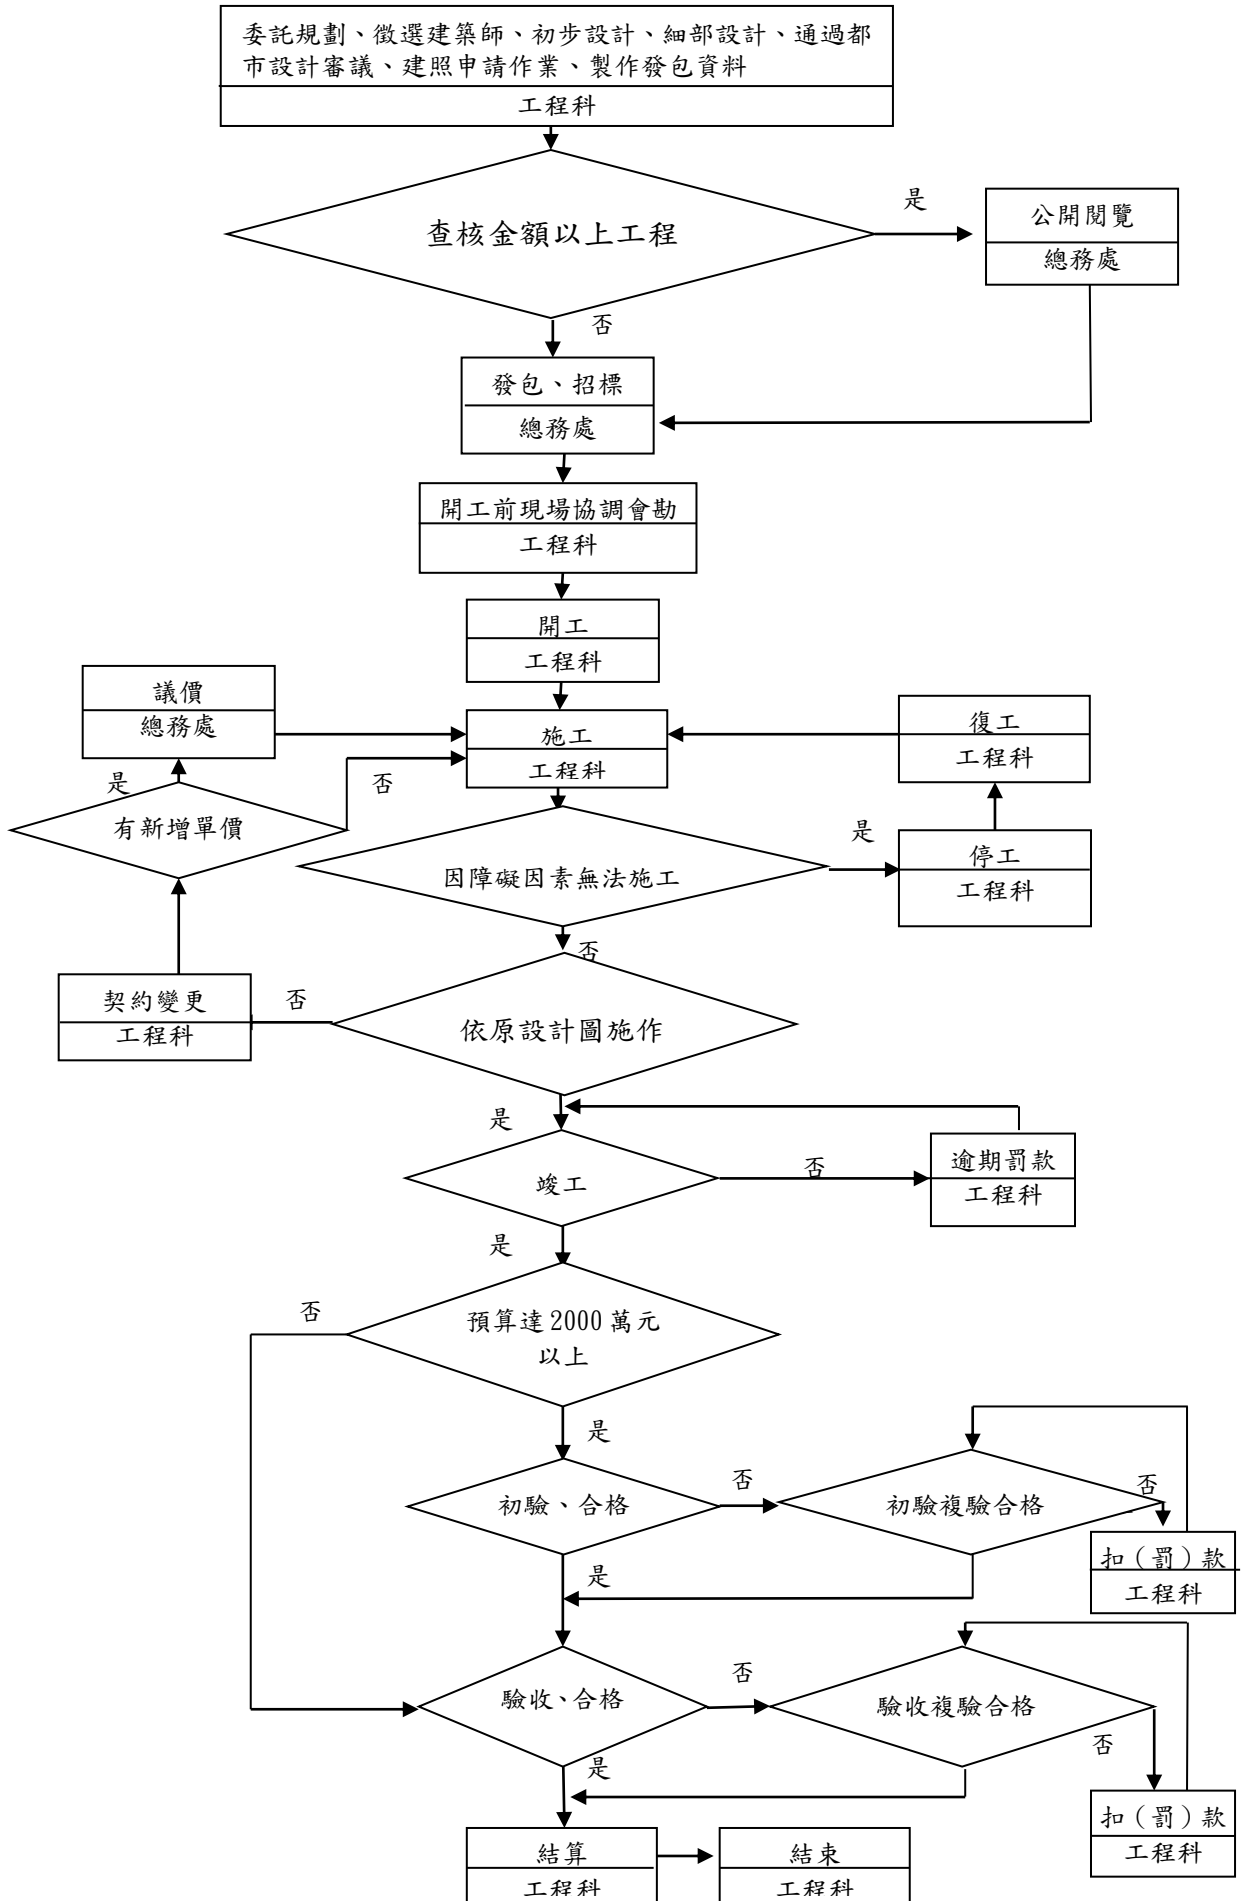 委託規劃、徵選建築師、初步設計、細部設計、通過都
市設計審議、建照申請作業、製作發包資料
工程科
查核金額以上工程
是
公開閱覽
總務處
否
發包、招標
總務處
開工前現場協調會勘
工程科
開工
工程科
議價
總務處
施工
工程科
復工
工程科
是
否
有新增單價
因障礙因素無法施工
是
停工
工程科
否
契約變更
工程科
否
依原設計圖施作
是
竣工
否
逾期罰款
工程科
是
否
預算達2000萬元
以上
是
初驗、合格
否
初驗複驗合格
否
扣(罰)款
工程科
是
驗收、合格
否
驗收複驗合格
否
是
扣(罰)款
工程科
結算
工程科
結束
工程科